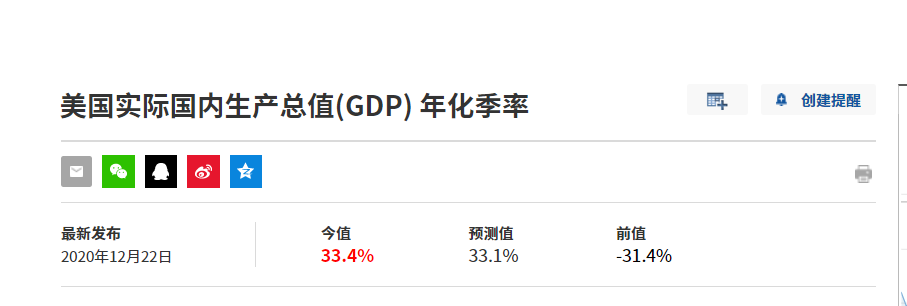 美国实际国内生产总值(GDP) 年化季率
创建提醒
最新发布 今值 预测值 前值
2020年12月22日 33.4% 33.1% -31.4%